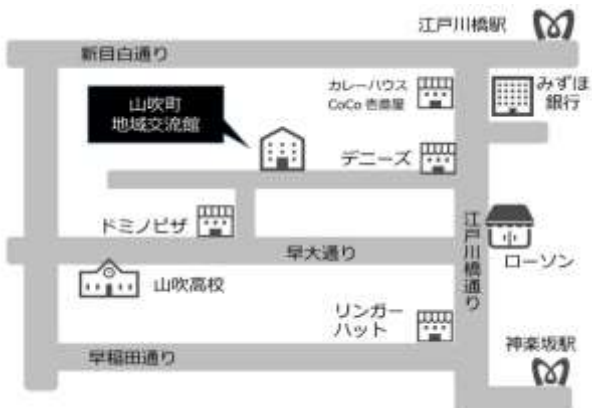 江戸川橋駅
新目白通り
カレーハウス
CoCo 壱番屋
みずほ
銀行
山吹町
地域交流館
デニーズ
ドミノピザ
江戸川橋通り
早大通り
ローソン
山吹高校
リンガー
ハット
神楽坂駅
早稲田通り